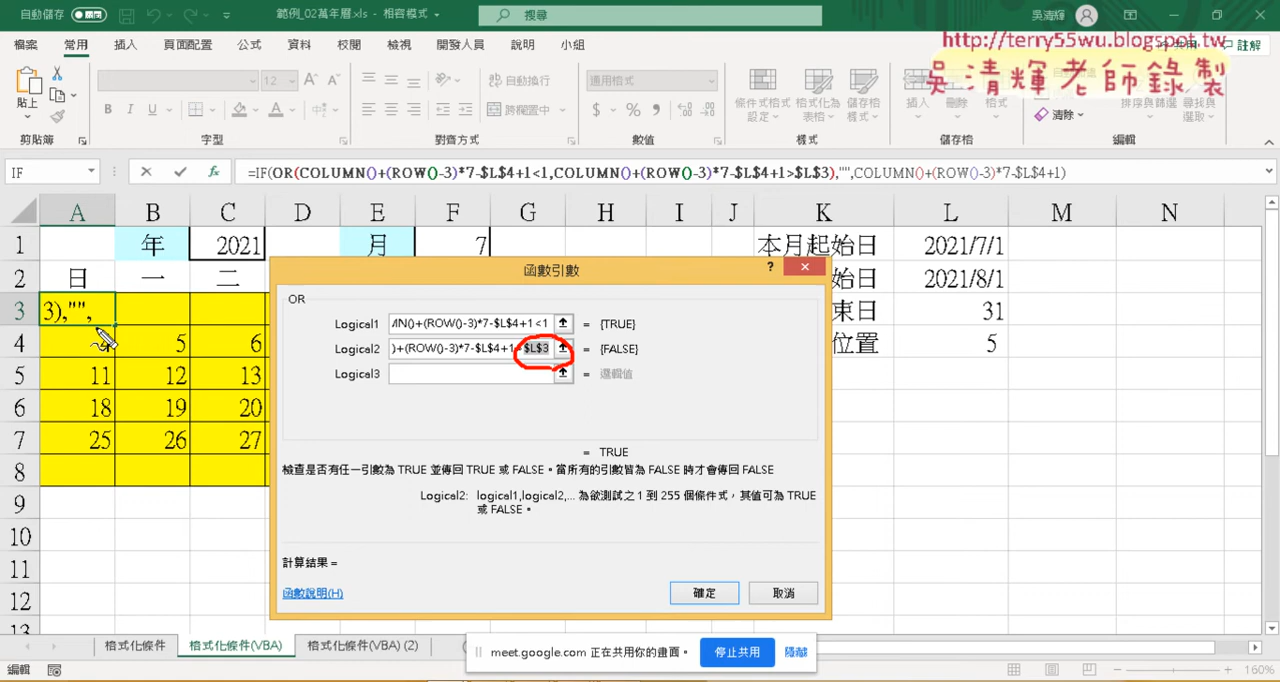 自動儲存
範例_02萬年曆.xls - 相容模式
搜尋
吳清輝
檔案 常用 插入 頁面配置 公式 資料 校閱 檢視 開發人員 說明 小組
共用 註解
http://terry55wu.blogspot.tw
吳清輝老師錄製
貼上
12
B I U
自動換行
跨欄置中
通用格式
條件式格式設定
格式化為表格
儲存格樣式
插入 刪除 格式
清除
排序與篩選
尋找與選取
剪貼簿 字型 對齊方式 數值 樣式 儲存格 編輯
IF
=IF(OR(COLUMN()+(ROW()-3)*7-$L$4+1<1,COLUMN()+(ROW()-3)*7-$L$4+1>$L$3),"",COLUMN()+(ROW()-3)*7-$L$4+1)
A B C D E F G H I J K L M N
1 年 2021 月 7 本月起始日 2021/7/1
2 日 一 二 始日 2021/8/1
3 3),"", 束日 31
4 4 5 6 位置 5
5 11 12 13
6 18 19 20
7 25 26 27
8
9
10
11
12
13
函數引數
? ×
OR
Logical1 /IN()+(ROW()-3)*7-$L$4+1<1 = {TRUE}
Logical2 )+(ROW()-3)*7-$L$4+1>$L$3 = {FALSE}
Logical3 = 邏輯值
= TRUE
檢查是否有任一引數為 TRUE 並傳回 TRUE 或 FALSE。當所有的引數皆為 FALSE 時才會傳回 FALSE
Logical2: logical1,logical2,... 為欲測試之 1 到 255 個條件式，其值可為 TRUE
或 FALSE。
計算結果 =
函數說明(H)
確定 取消
格式化條件 格式化條件(VBA) 格式化條件(VBA) (2)
meet.google.com 正在共用你的畫面。 停止共用 隱藏
編輯
160%